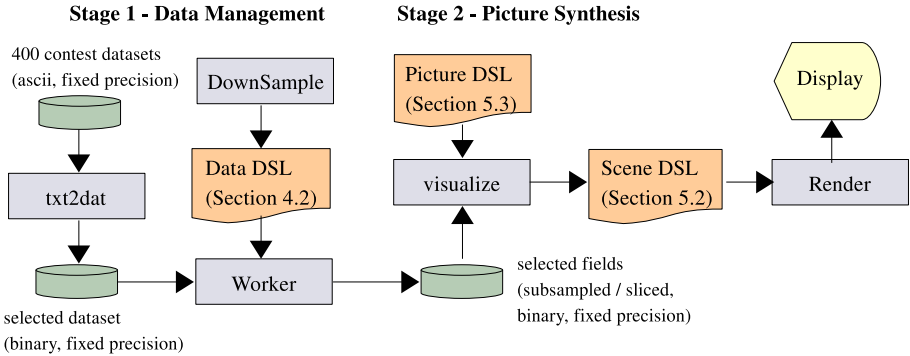 Stage 1 - Data Management
Stage 2 - Picture Synthesis
400 contest datasets
(ascii, fixed precision)
DownSample
Picture DSL
(Section 5.3)
Display
Data DSL
(Section 4.2)
txt2dat
visualize
Scene DSL
(Section 5.2)
Render
Worker
selected dataset
(binary, fixed precision)
selected fields
(subsampled / sliced,
binary, fixed precision)